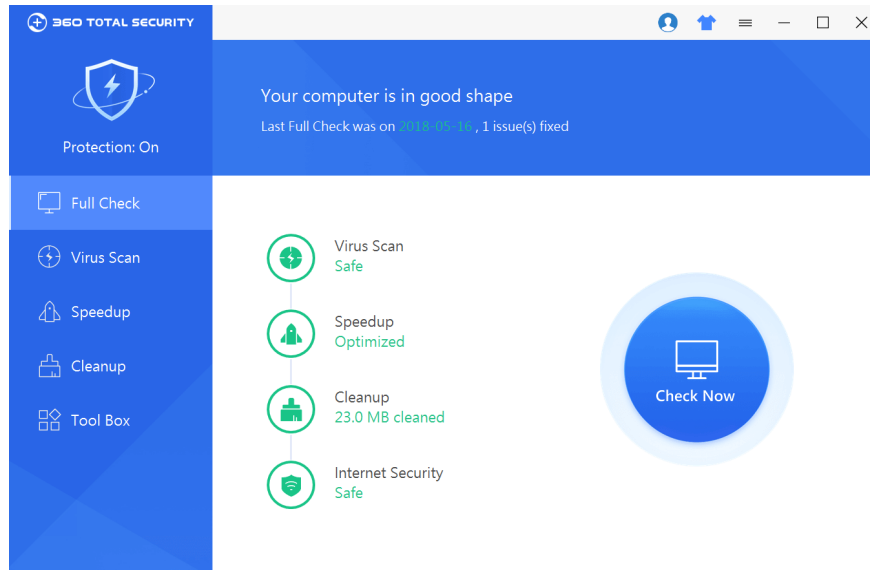 360 TOTAL SECURITY
Protection: On
Full Check
Virus Scan
Speedup
Cleanup
Tool Box
Your computer is in good shape
Last Full Check was on 2018-05-16 , 1 issue(s) fixed
Virus Scan
Safe
Speedup
Optimized
Cleanup
23.0 MB cleaned
Internet Security
Safe
Check Now